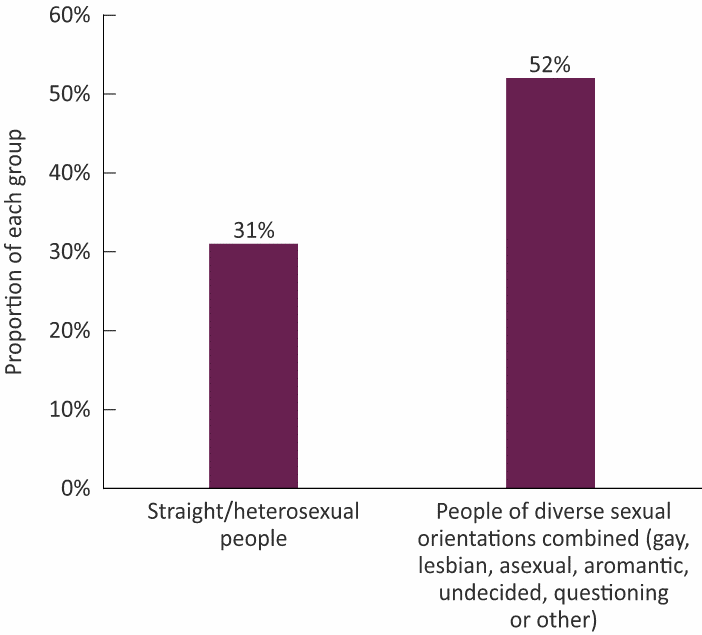 60%
50%
40%
30%
20%
10%
0%
Proportion of each group
31%
52%
Straight/heterosexual
people
People of diverse sexual
orientations combined (gay,
lesbian, asexual, aromantic,
undecided, questioning
or other)